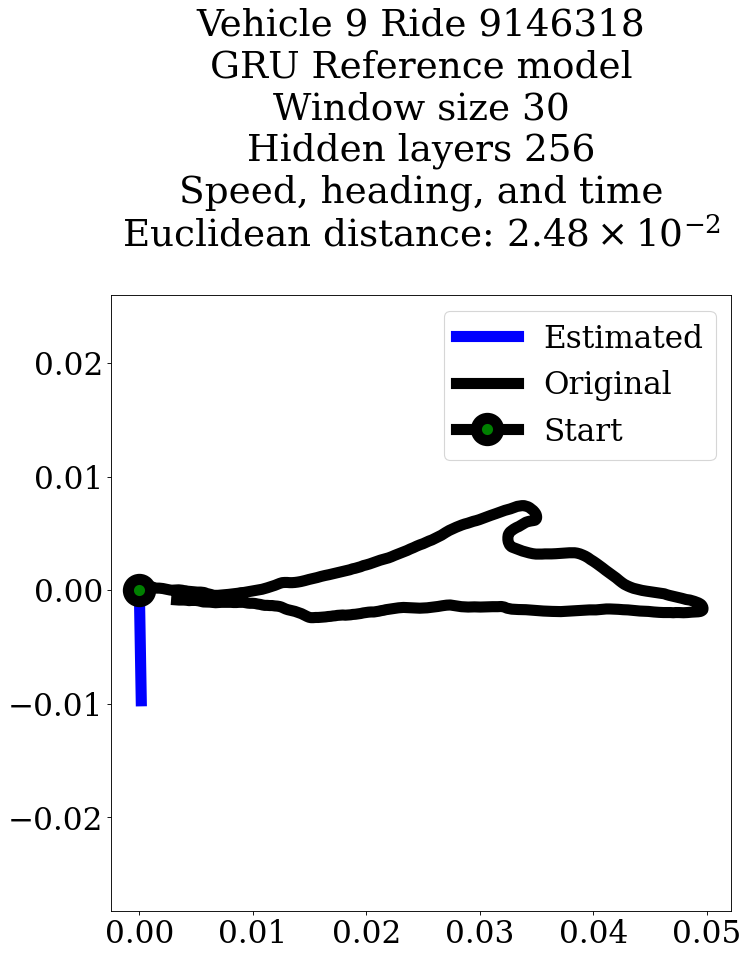 Vehicle 9 Ride 9146318
GRU Reference model
Window size 30
Hidden layers 256
Speed, heading, and time
Euclidean distance: 2.48 × 10⁻²
Estimated
Original
Start
0.02
0.01
0.00
−0.01
−0.02
0.00 0.01 0.02 0.03 0.04 0.05